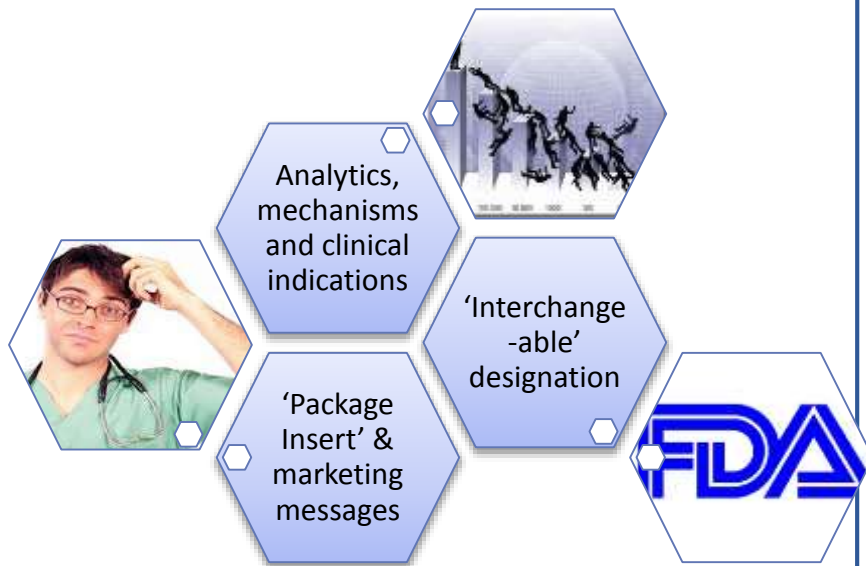 Analytics,
mechanisms
and clinical
indications
‘Interchange
-able’
designation
‘Package
Insert’ &
marketing
messages
FDA